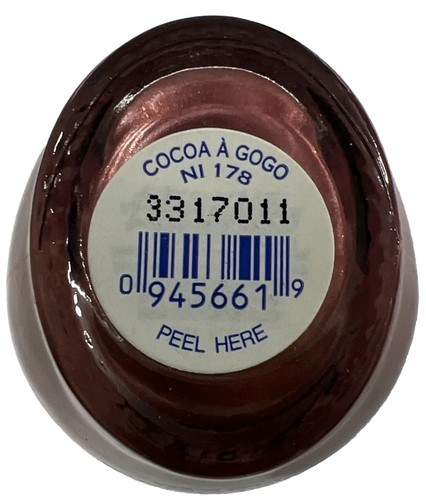 COCOA À GOGO
NI 178
3317011
0 945661 9
PEEL HERE